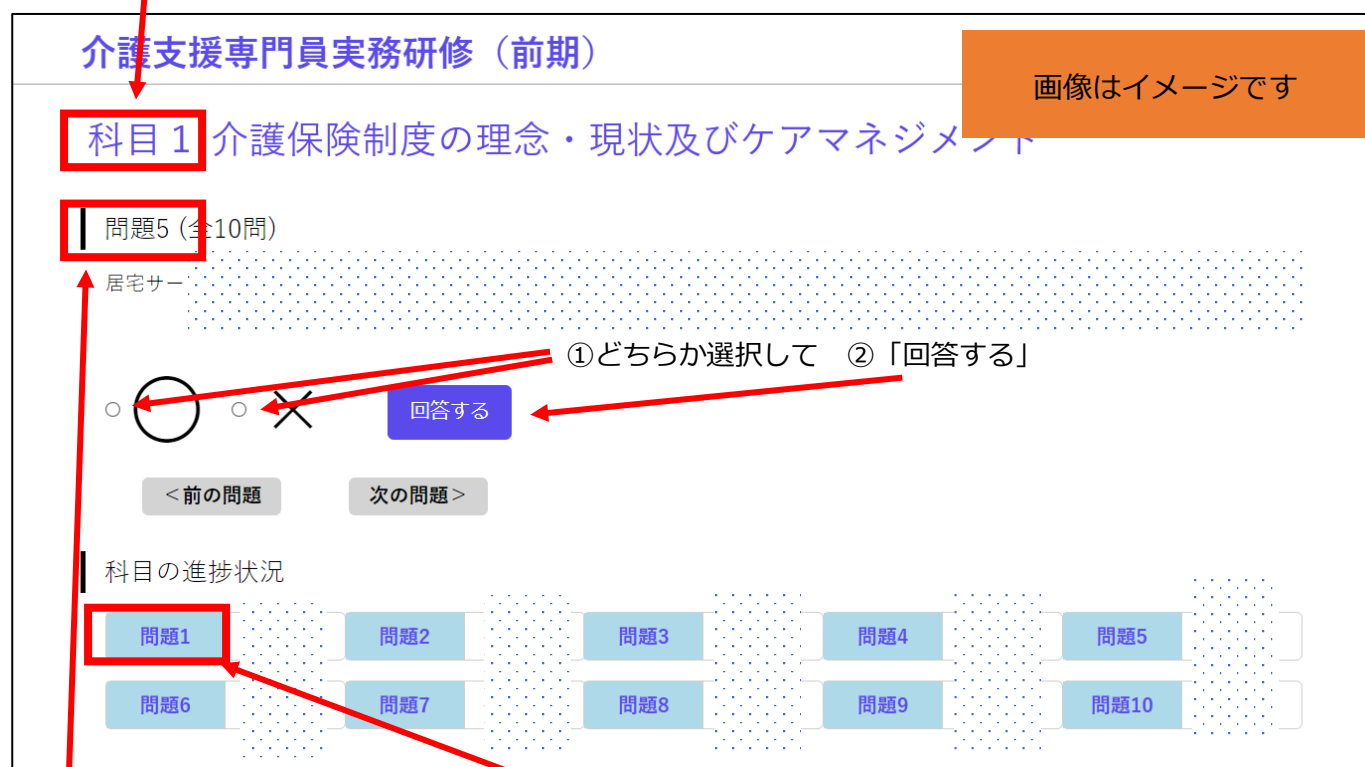 介護支援専門員実務研修（前期）
画像はイメージです
科目１ 介護保険制度の理念・現状及びケアマネジメント
問題5 (全10問)
居宅サー
①どちらか選択して　②「回答する」
回答する
＜前の問題 次の問題＞
科目の進捗状況
問題1 問題2 問題3 問題4 問題5
問題6 問題7 問題8 問題9 問題10